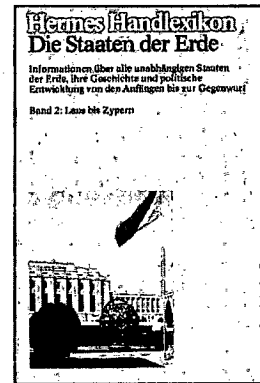 Hermes Handlexikon
Die Staaten der Erde
Informationen über alle unabhängigen Staaten
der Erde, ihre Geschichte und politische
Entwicklung von den Anfängen bis zur Gegenwart
Band 2: Laos bis Zypern